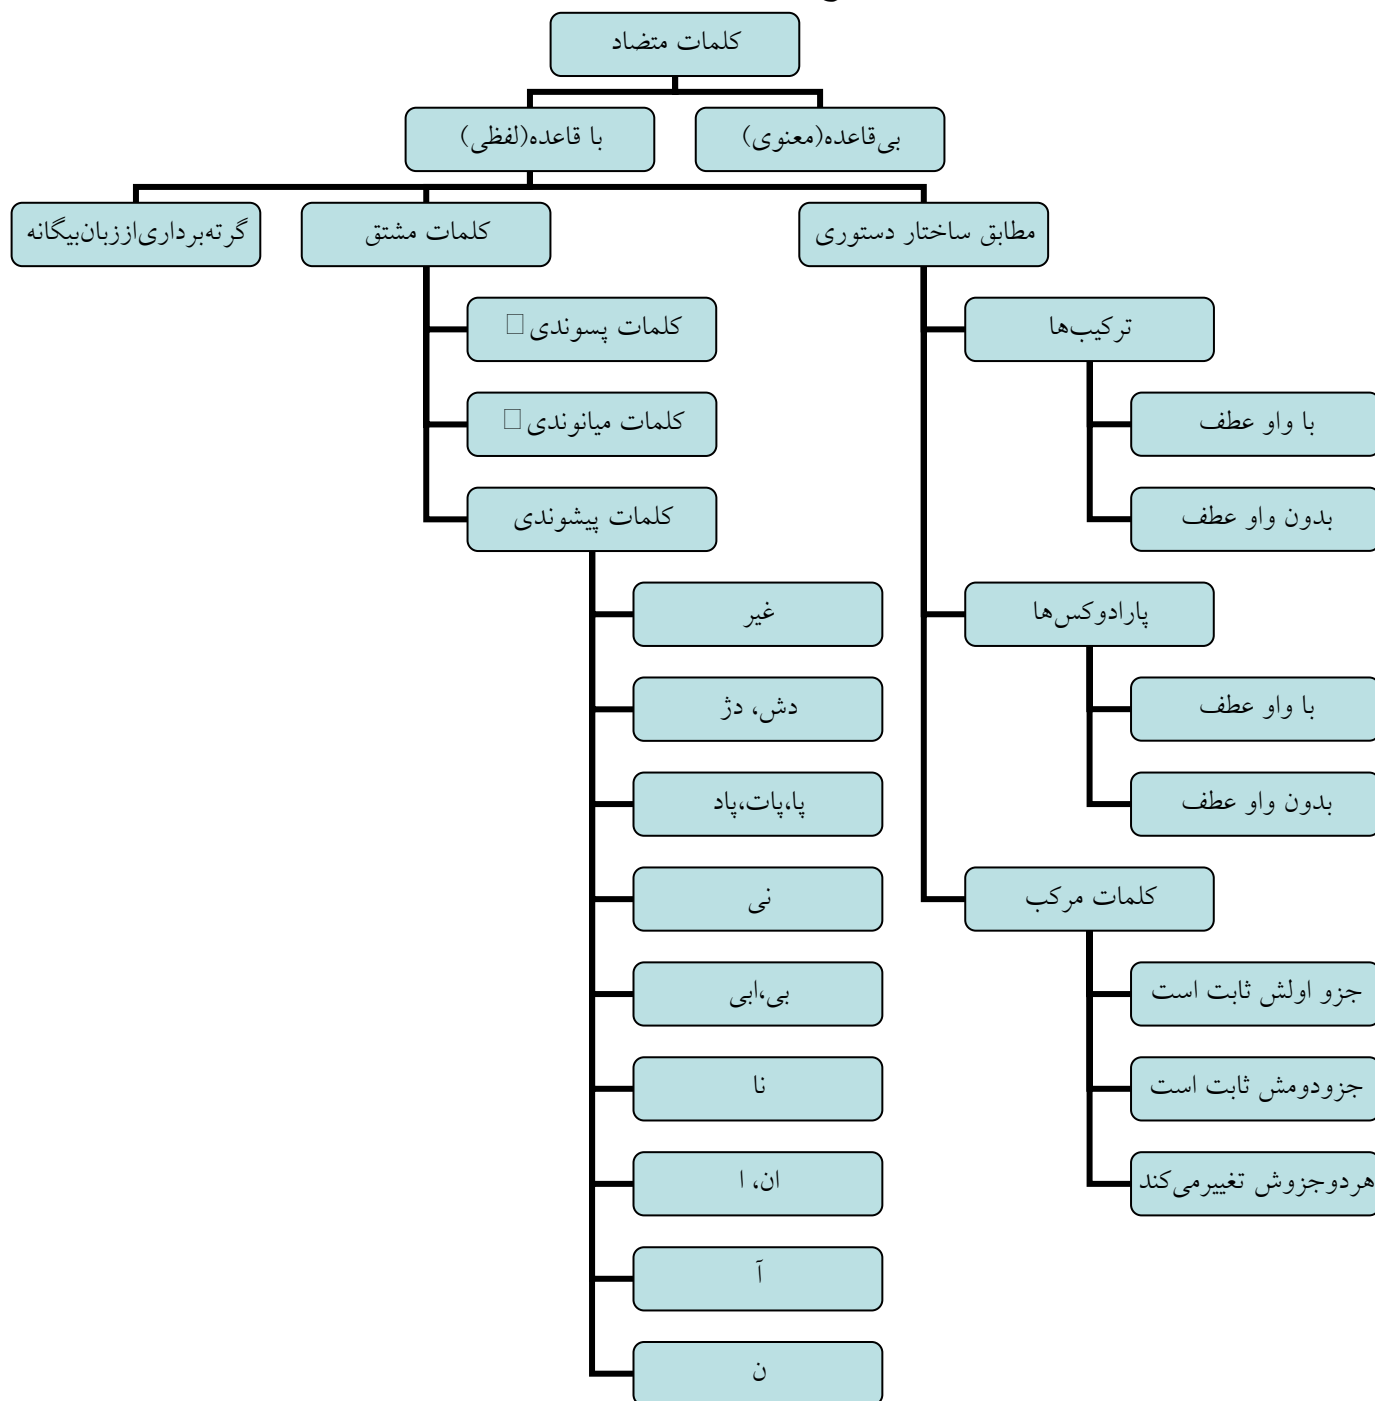 کلمات متضاد
بی‌قاعده(معنوی)
با قاعده(لفظی)
مطابق ساختار دستوری
کلمات مشتق
گرته‌برداری‌اززبان‌بیگانه
ترکیب‌ها
با واو عطف
بدون واو عطف
پارادوکس‌ها
با واو عطف
بدون واو عطف
کلمات مرکب
جزو اولش ثابت است
جزودومش ثابت است
هردوجزوش تغییرمی‌کند
کلمات پسوندی
کلمات میانوندی
کلمات پیشوندی
غیر
دش، دژ
پا،پات،پاد
نی
بی،ابی
نا
ان، ا
آ
ن